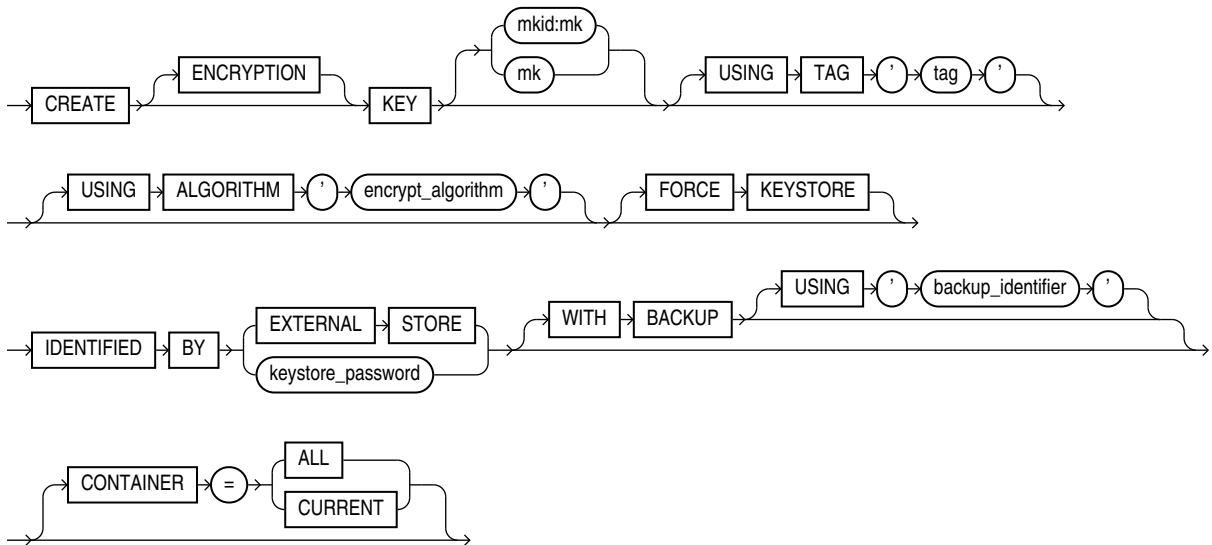 mkid:mk
ENCRYPTION mk USING TAG ' tag '
CREATE KEY
USING ALGORITHM ' encrypt_algorithm ' FORCE KEYSTORE
USING ' backup_identifier '
EXTERNAL STORE WITH BACKUP
IDENTIFIED BY
keystore_password
ALL
CONTAINER =
CURRENT